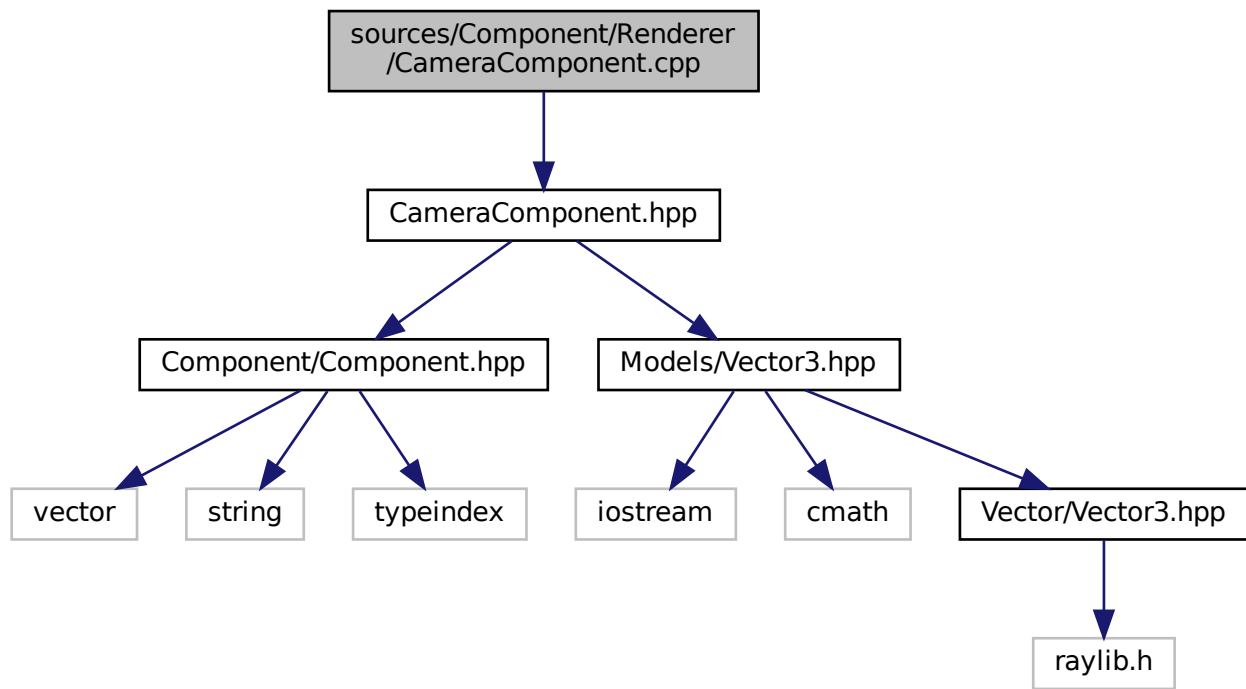 sources/Component/Renderer
/CameraComponent.cpp
CameraComponent.hpp
Component/Component.hpp
Models/Vector3.hpp
vector
string
typeindex
iostream
cmath
Vector/Vector3.hpp
raylib.h